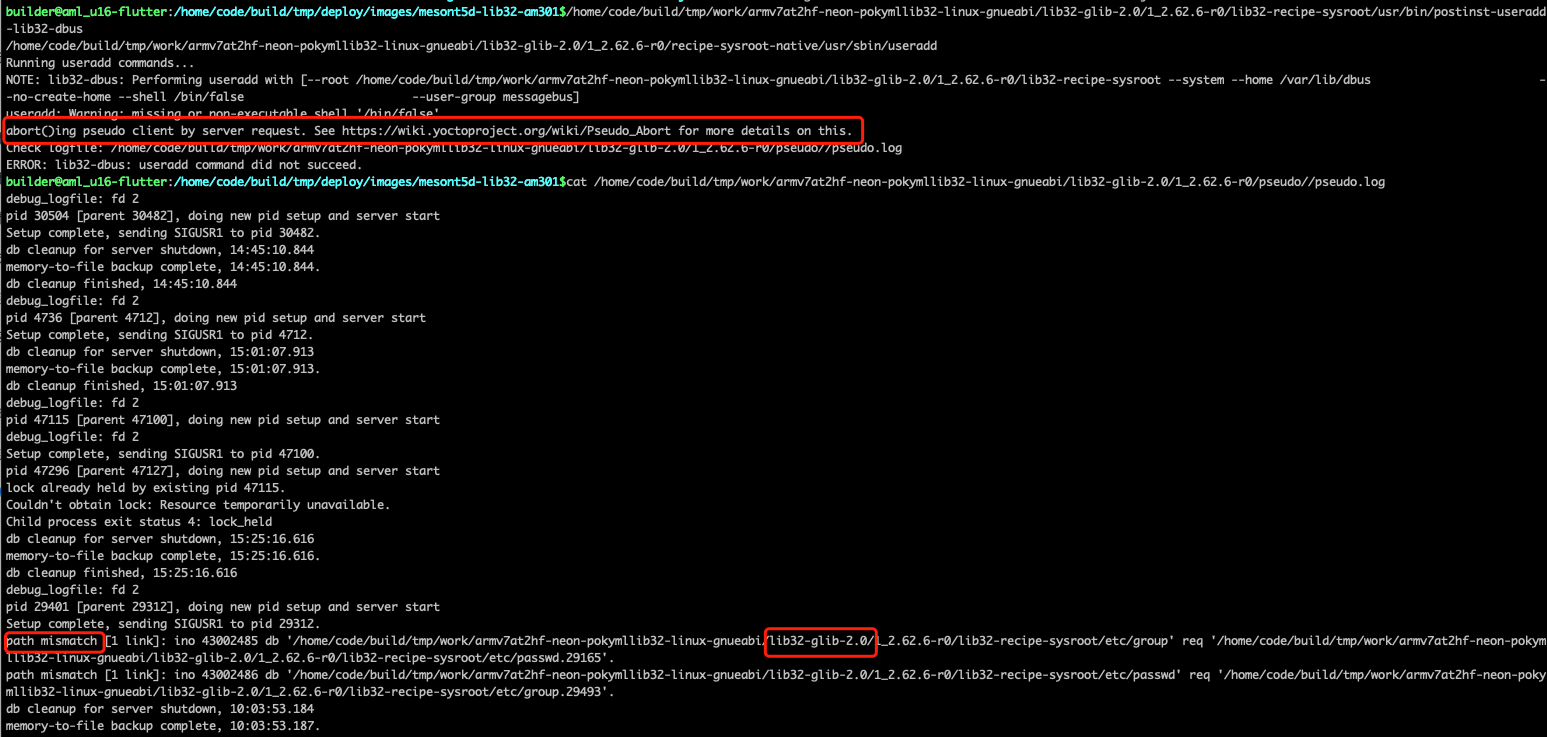 builder@aml_u16-flutter:/home/code/build/tmp/deploy/images/mesont5d-lib32-am301$/home/code/build/tmp/work/armv7at2hf-neon-pokymllib32-linux-gnueabi/lib32-glib-2.0/1_2.62.6-r0/lib32-recipe-sysroot/usr/bin/postinst-useradd
-lib32-dbus
/home/code/build/tmp/work/armv7at2hf-neon-pokymllib32-linux-gnueabi/lib32-glib-2.0/1_2.62.6-r0/recipe-sysroot-native/usr/sbin/useradd
Running useradd commands...
NOTE: lib32-dbus: Performing useradd with [--root /home/code/build/tmp/work/armv7at2hf-neon-pokymllib32-linux-gnueabi/lib32-glib-2.0/1_2.62.6-r0/lib32-recipe-sysroot --system --home /var/lib/dbus -
-no-create-home --shell /bin/false --user-group messagebus]
useradd: Warning: missing or non-executable shell '/bin/false'
abort()ing pseudo client by server request. See https://wiki.yoctoproject.org/wiki/Pseudo_Abort for more details on this.
Check logfile: /home/code/build/tmp/work/armv7at2hf-neon-pokymllib32-linux-gnueabi/lib32-glib-2.0/1_2.62.6-r0/pseudo//pseudo.log
ERROR: lib32-dbus: useradd command did not succeed.
builder@aml_u16-flutter:/home/code/build/tmp/deploy/images/mesont5d-lib32-am301$cat /home/code/build/tmp/work/armv7at2hf-neon-pokymllib32-linux-gnueabi/lib32-glib-2.0/1_2.62.6-r0/pseudo//pseudo.log
debug_logfile: fd 2
pid 30504 [parent 30482], doing new pid setup and server start
Setup complete, sending SIGUSR1 to pid 30482.
db cleanup for server shutdown, 14:45:10.844
memory-to-file backup complete, 14:45:10.844.
db cleanup finished, 14:45:10.844
debug_logfile: fd 2
pid 4736 [parent 4712], doing new pid setup and server start
Setup complete, sending SIGUSR1 to pid 4712.
db cleanup for server shutdown, 15:01:07.913
memory-to-file backup complete, 15:01:07.913.
db cleanup finished, 15:01:07.913
debug_logfile: fd 2
pid 47115 [parent 47100], doing new pid setup and server start
debug_logfile: fd 2
Setup complete, sending SIGUSR1 to pid 47100.
pid 47296 [parent 47127], doing new pid setup and server start
lock already held by existing pid 47115.
Couldn't obtain lock: Resource temporarily unavailable.
Child process exit status 4: lock_held
db cleanup for server shutdown, 15:25:16.616
memory-to-file backup complete, 15:25:16.616.
db cleanup finished, 15:25:16.616
debug_logfile: fd 2
pid 29401 [parent 29312], doing new pid setup and server start
Setup complete, sending SIGUSR1 to pid 29312.
path mismatch [1 link]: ino 43002485 db '/home/code/build/tmp/work/armv7at2hf-neon-pokymllib32-linux-gnueabi/lib32-glib-2.0/1_2.62.6-r0/lib32-recipe-sysroot/etc/group' req '/home/code/build/tmp/work/armv7at2hf-neon-pokym
llib32-linux-gnueabi/lib32-glib-2.0/1_2.62.6-r0/lib32-recipe-sysroot/etc/passwd.29165'.
path mismatch [1 link]: ino 43002486 db '/home/code/build/tmp/work/armv7at2hf-neon-pokymllib32-linux-gnueabi/lib32-glib-2.0/1_2.62.6-r0/lib32-recipe-sysroot/etc/passwd' req '/home/code/build/tmp/work/armv7at2hf-neon-poky
mllib32-linux-gnueabi/lib32-glib-2.0/1_2.62.6-r0/lib32-recipe-sysroot/etc/group.29493'.
db cleanup for server shutdown, 10:03:53.184
memory-to-file backup complete, 10:03:53.187.